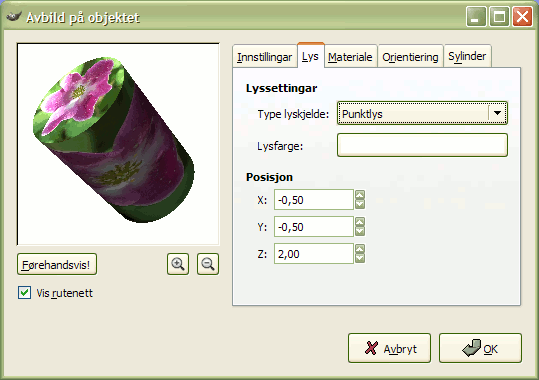 Avbild på objektet
Innstillingar Lys Materiale Orientiering Sylinder
Lyssettingar
Type lyskjelde: Punktlys
Lysfarge:
Posisjon
X: -0,50
Y: -0,50
Z: 2,00
Førehandsvis!
Vis rutenett
Avbryt OK